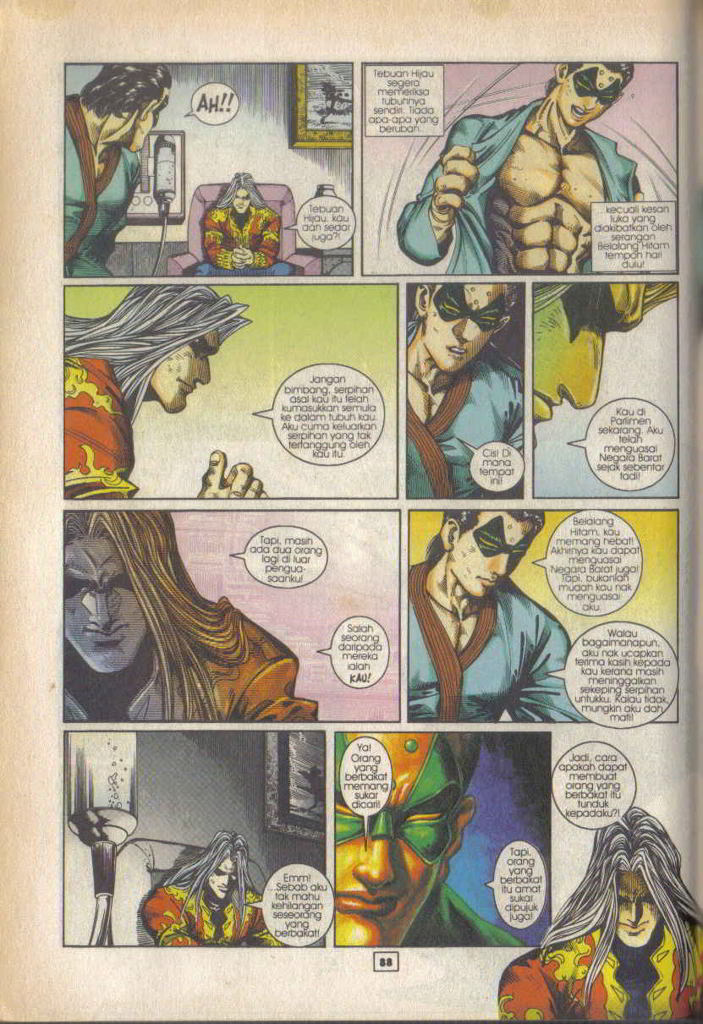 AH!!
Tebuan
Hijau, kau
dah sedar
juga?!
Tebuan Hijau
segera
memeriksa
tubuhnya
sendiri. Tiada
apa-apa yang
berubah...
...kecuali kesan
luka yang
diakibatkan oleh
serangan
Belalang Hitam
tempoh hari
dulu!
Jangan
bimbang, serpihan
asal kau itu telah
kumasukkan semula
ke dalam tubuh kau.
Aku cuma keluarkan
serpihan yang tak
tertanggung oleh
kau itu.
Cis! Di
mana
tempat
ini!
Kau di
Parlimen
sekarang. Aku
telah
menguasai
Negara Barat
sejak sebentar
tadi!
Tapi, masih
ada dua orang
lagi di luar
pengua-
saanku!
Salah
seorang
daripada
mereka
ialah
KAU!
Belalang
Hitam, kau
memang hebat!
Akhirnya kau dapat
menguasai
Negara Barat juga!
Tapi, bukanlah
mudah kau nak
menguasai
aku.
Walau
bagaimanapun,
aku nak ucapkan
terima kasih kepada
kau kerana masih
meninggalkan
sekeping serpihan
untukku. Kalau tidak,
mungkin aku dah
mati!
Emm!
...Sebab aku
tak mahu
kehilangan
seseorang
yang
berbakat!
Ya!
Orang
yang
berbakat
memang
sukar
dicari!
Tapi,
orang
yang
berbakat
itu amat
sukar
dipujuk
juga!
Jadi, cara
apakah dapat
membuat
orang yang
berbakat itu
tunduk
kepadaku?!
88